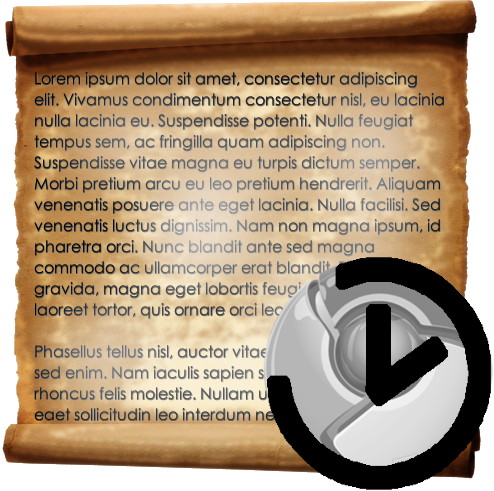 Lorem ipsum dolor sit amet, consectetur adipiscing
elit. Vivamus condimentum consectetur nisl, eu lacinia
nulla lacinia eu. Suspendisse potenti. Nulla feugiat
tempus sem, ac fringilla quam adipiscing non.
Suspendisse vitae magna eu turpis dictum semper.
Morbi pretium arcu eu leo pretium hendrerit. Aliquam
venenatis posuere ante eget lacinia. Nulla facilisi. Sed
venenatis luctus dignissim. Nam non magna ipsum, id
pharetra orci. Nunc blandit ante sed magna
commodo ac ullamcorper erat blandit
gravida, magna eget lobortis
laoreet tortor, quis ornare orci
Phasellus tellus nisl, auctor vitae
sed enim. Nam iaculis sapien
rhoncus felis molestie. Nullam
eaet sollicitudin leo interdum